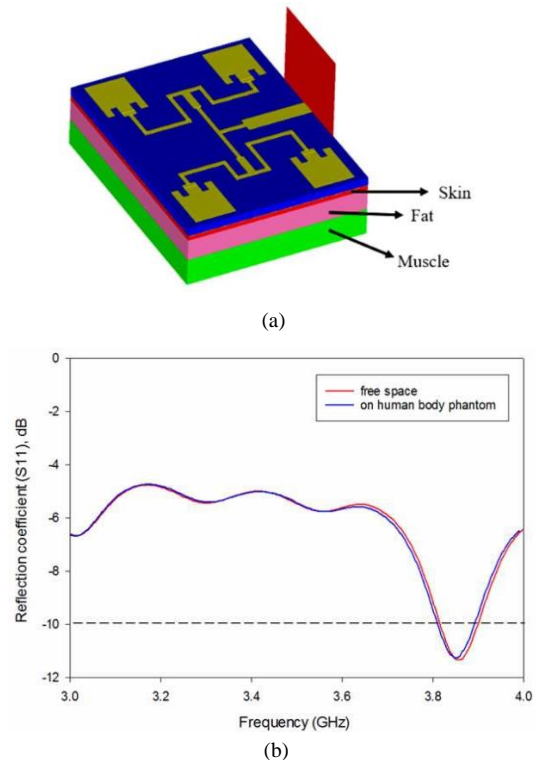 Skin
Fat
Muscle
(a)
0
-2
-4
-6
-8
-10
-12
Reflection coefficient (S11), dB
free space
on human body phantom
3.0 3.2 3.4 3.6 3.8 4.0
Frequency (GHz)
(b)